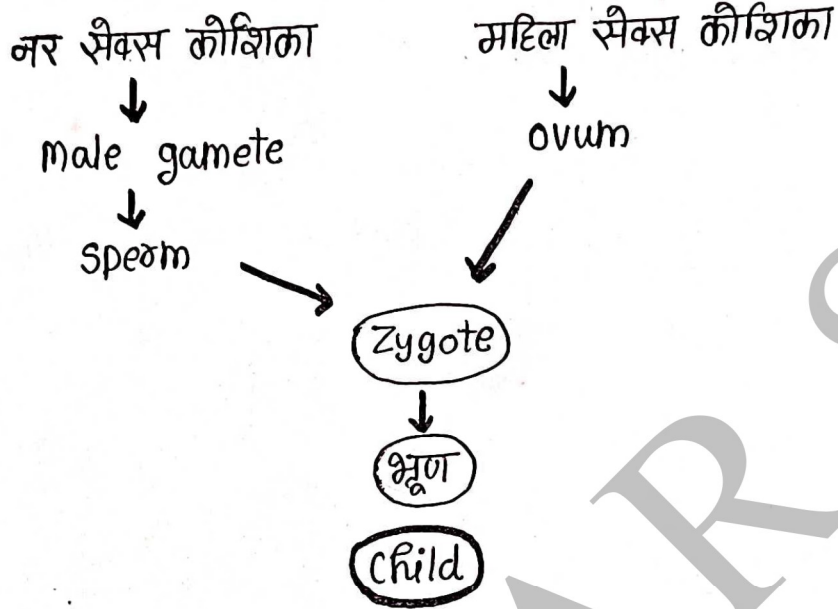 नर सेक्स कोशिका
महिला सेक्स कोशिका
male gamete
ovum
sperm
Zygote
भ्रूण
child